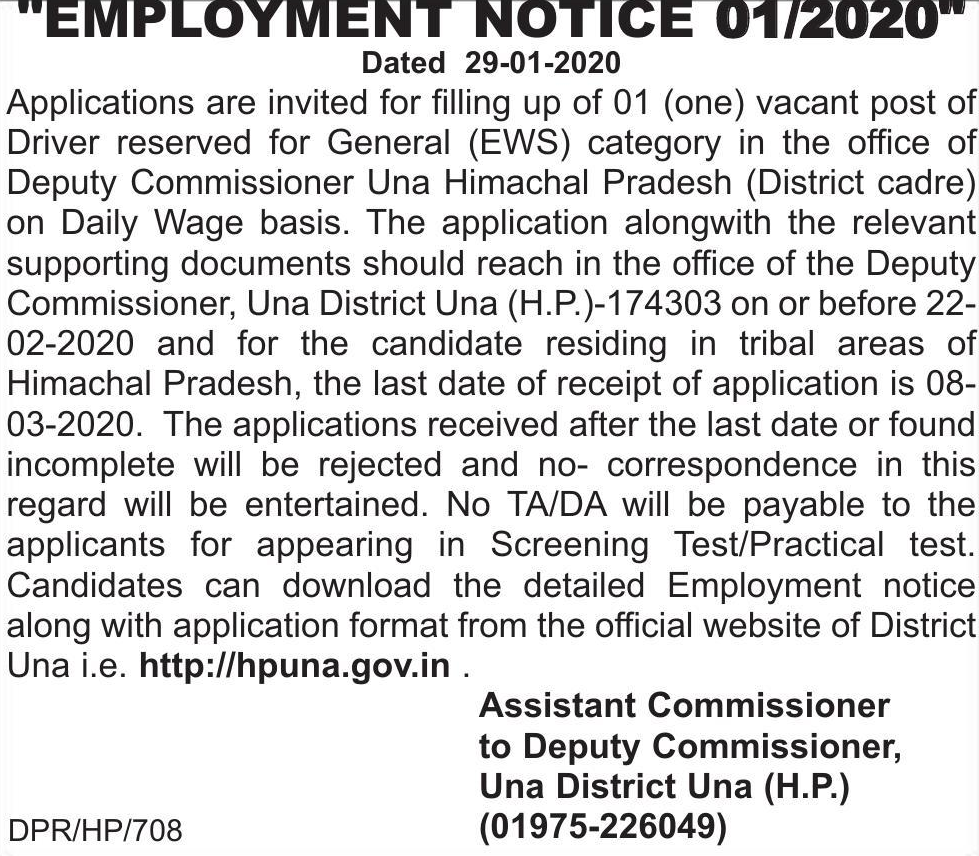 "EMPLOYMENT NOTICE 01/2020"
Dated 29-01-2020
Applications are invited for filling up of 01 (one) vacant post of
Driver reserved for General (EWS) category in the office of
Deputy Commissioner Una Himachal Pradesh (District cadre)
on Daily Wage basis. The application alongwith the relevant
supporting documents should reach in the office of the Deputy
Commissioner, Una District Una (H.P.)-174303 on or before 22-
02-2020 and for the candidate residing in tribal areas of
Himachal Pradesh, the last date of receipt of application is 08-
03-2020. The applications received after the last date or found
incomplete will be rejected and no- correspondence in this
regard will be entertained. No TA/DA will be payable to the
applicants for appearing in Screening Test/Practical test.
Candidates can download the detailed Employment notice
along with application format from the official website of District
Una i.e. http://hpuna.gov.in .
Assistant Commissioner
to Deputy Commissioner,
Una District Una (H.P.)
(01975-226049)
DPR/HP/708